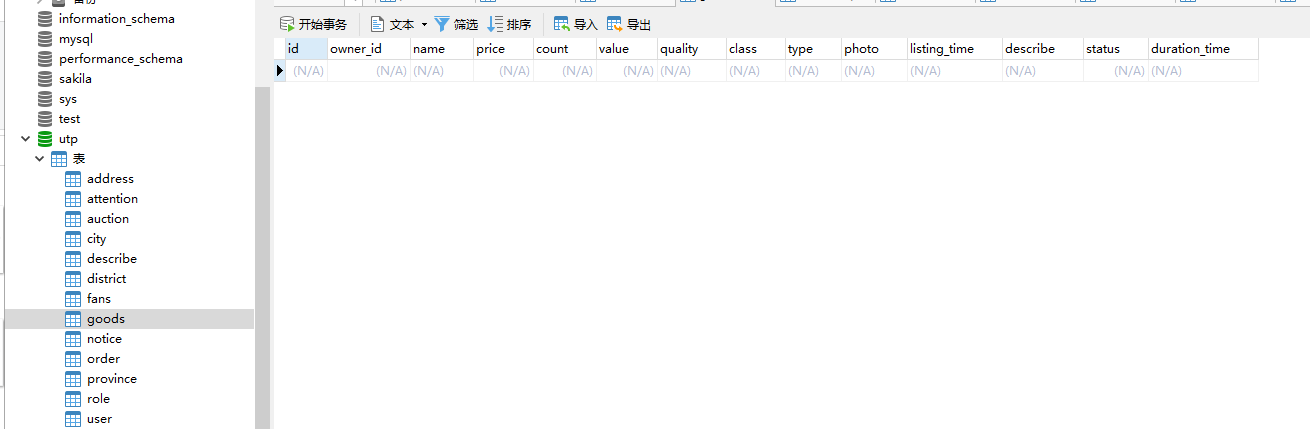 备份
information_schema
mysql
performance_schema
sakila
sys
test
utp
表
address
attention
auction
city
describe
district
fans
goods
notice
order
province
role
user
开始事务 文本 筛选 排序 导入 导出
id owner_id name price count value quality class type photo listing_time describe status duration_time
(N/A) (N/A) (N/A) (N/A) (N/A) (N/A) (N/A) (N/A) (N/A) (N/A) (N/A) (N/A) (N/A) (N/A)